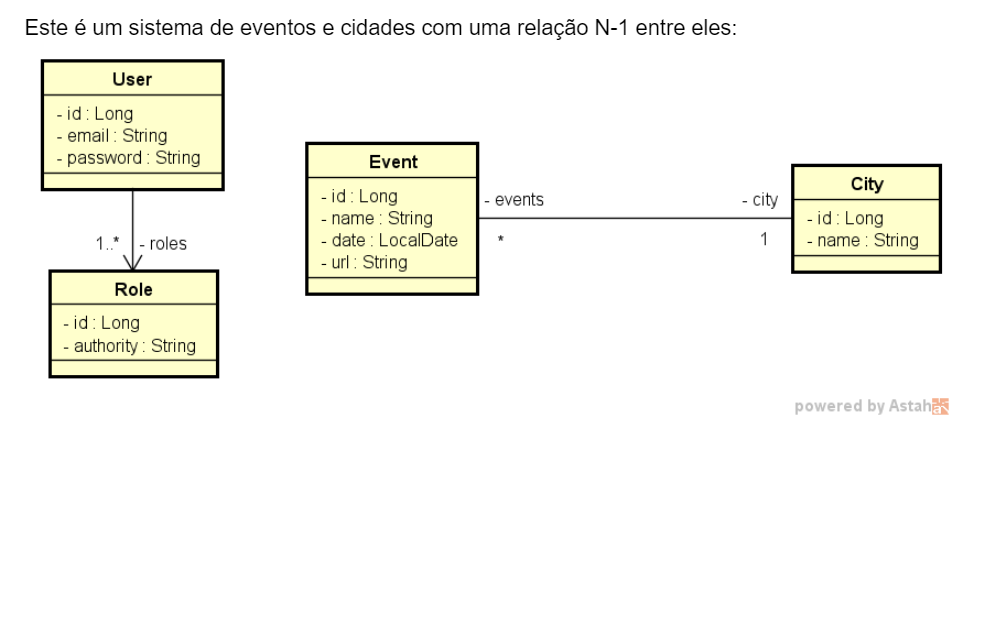 Este é um sistema de eventos e cidades com uma relação N-1 entre eles:
User
- id : Long
- email : String
- password : String
1..* - roles
Role
- id : Long
- authority : String
Event
- id : Long
- name : String
- date : LocalDate
- url : String
- events
*
- city
1
City
- id : Long
- name : String
powered by Astah